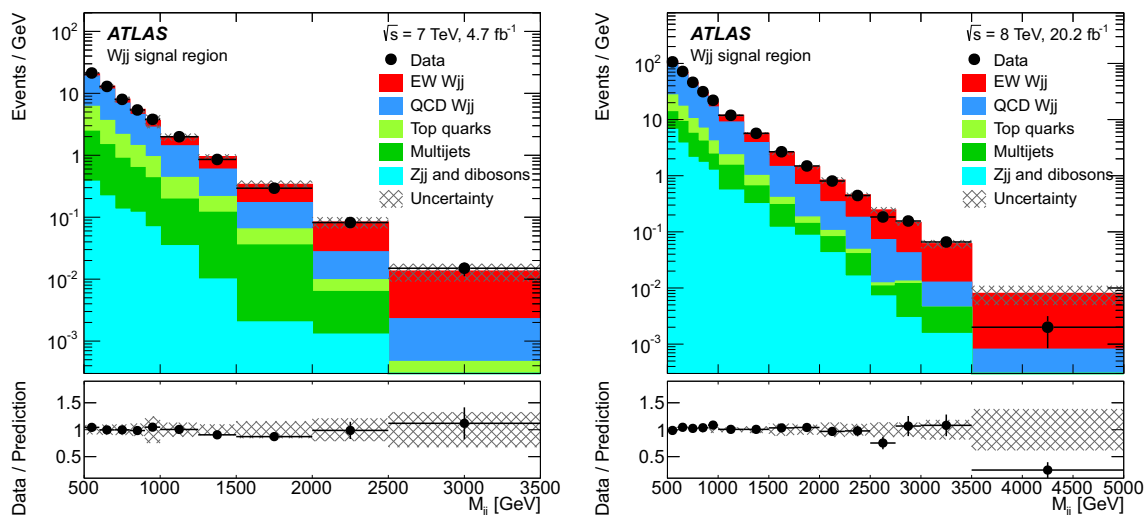 ATLAS
√s = 7 TeV, 4.7 fb⁻¹
Wjj signal region
Data
EW Wjj
QCD Wjj
Top quarks
Multijets
Zjj and dibosons
Uncertainty
Events / GeV
10²
10
1
10⁻¹
10⁻²
10⁻³
Data / Prediction
1.5
1.0
0.5
500 1000 1500 2000 2500 3000 3500
M_jj [GeV]
ATLAS
√s = 8 TeV, 20.2 fb⁻¹
Wjj signal region
Data
EW Wjj
QCD Wjj
Top quarks
Multijets
Zjj and dibosons
Uncertainty
Events / GeV
10²
10
1
10⁻¹
10⁻²
10⁻³
Data / Prediction
1.5
1.0
0.5
500 1000 1500 2000 2500 3000 3500 4000 4500 5000
M_jj [GeV]